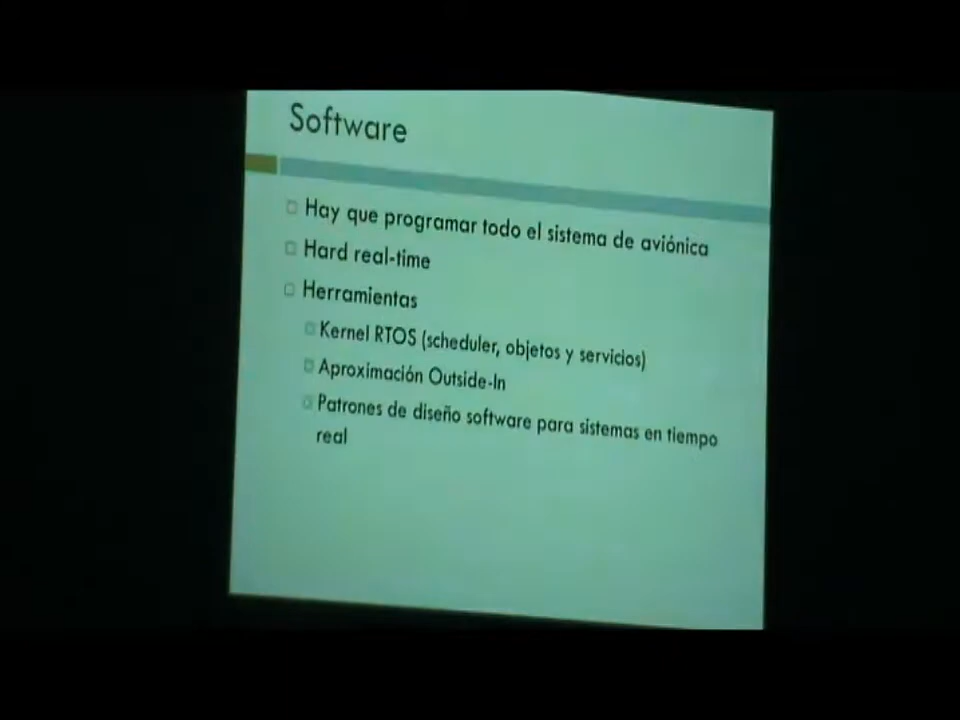 Software
Hay que programar todo el sistema de aviónica
Hard real-time
Herramientas
Kernel RTOS (scheduler, objetos y servicios)
Aproximación Outside-In
Patrones de diseño software para sistemas en tiempo
real